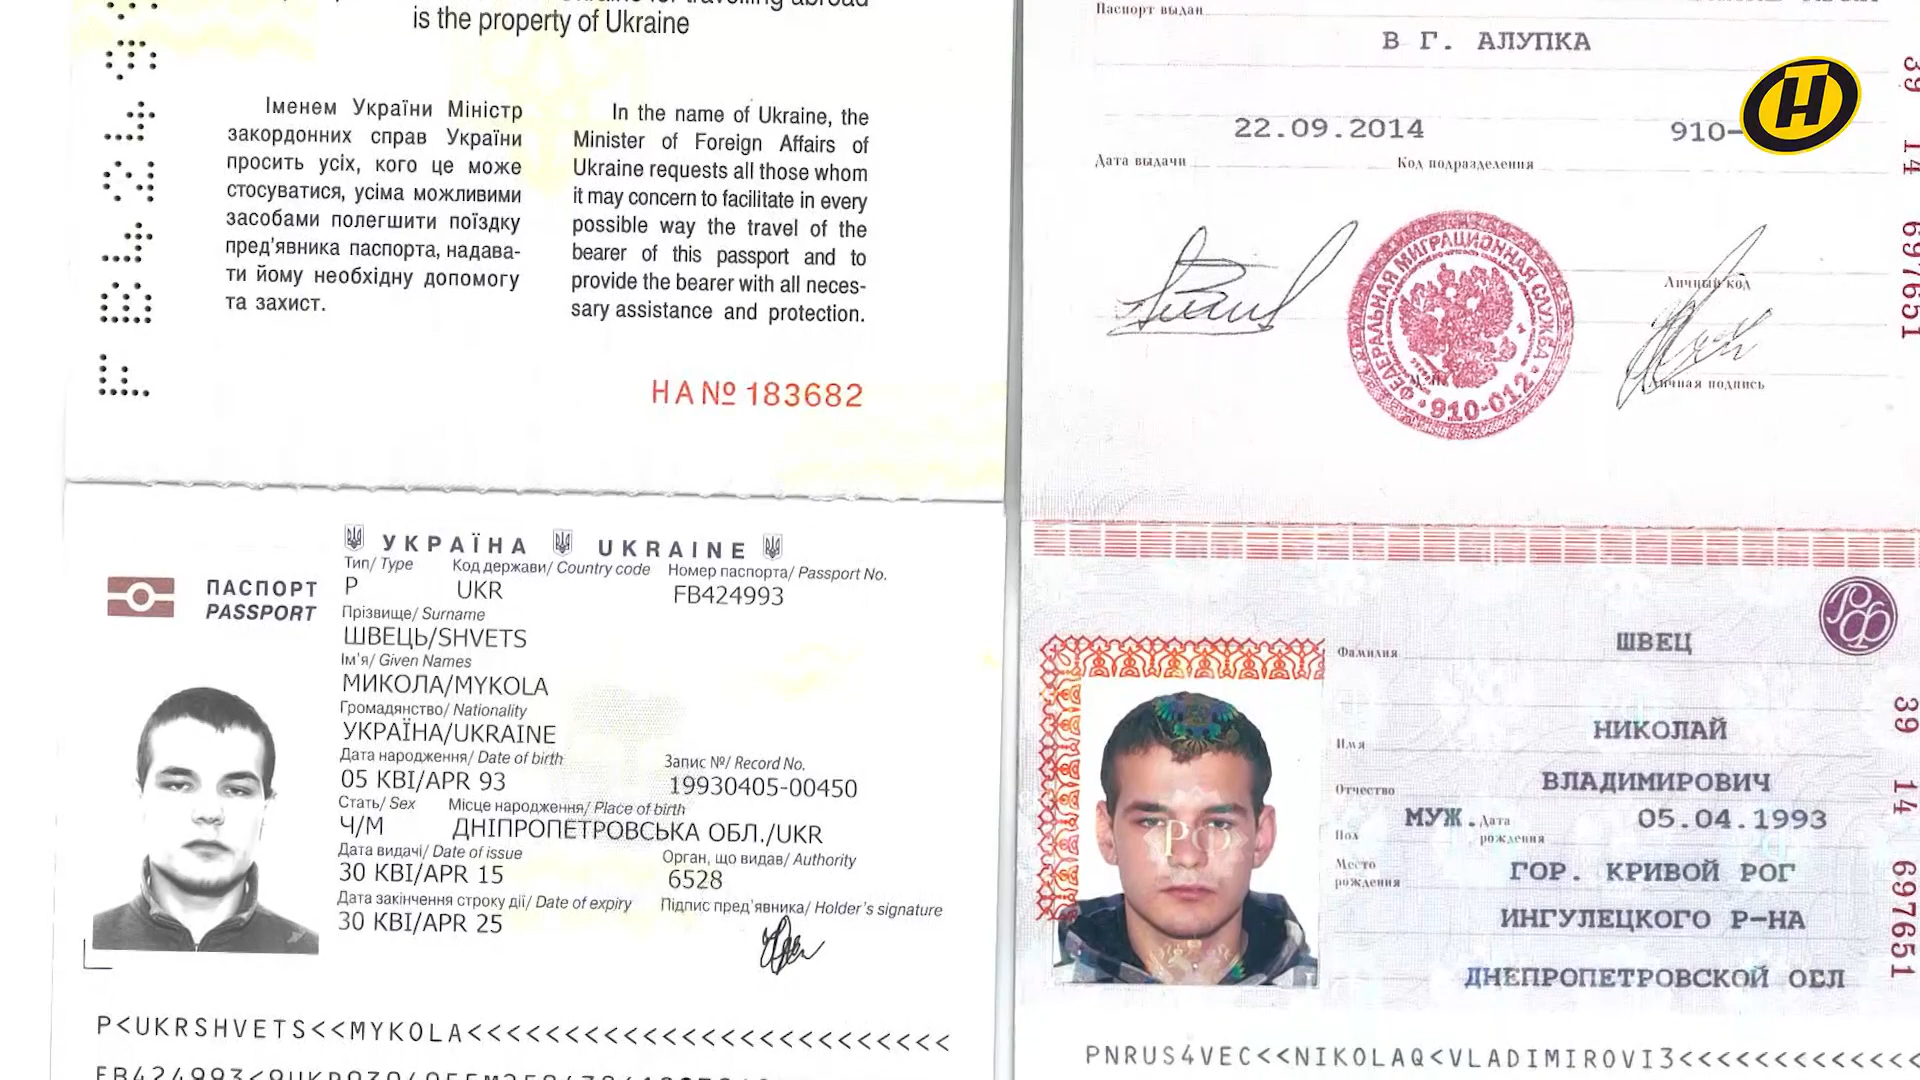 is the property of Ukraine
Іменем України Міністр
закордонних справ України
просить усіх, кого це може
стосуватися, усіма можливими
засобами полегшити поїздку
пред'явника паспорта, надава-
ти йому необхідну допомогу
та захист.
In the name of Ukraine, the
Minister of Foreign Affairs of
Ukraine requests all those whom
it may concern to facilitate in every
possible way the travel of the
bearer of this passport and to
provide the bearer with all neces-
sary assistance and protection.
НА № 183682
УКРАЇНА UKRAINE
ПАСПОРТ
PASSPORT
Тип/ Type Код держави/ Country code Номер паспорта/ Passport No.
P UKR FB424993
Прізвище/ Surname
ШВЕЦЬ/SHVETS
Ім'я/ Given Names
МИКОЛА/MYKOLA
Громадянство/ Nationality
УКРАЇНА/UKRAINE
Дата народження/ Date of birth Запис №/ Record No.
05 КВІ/APR 93 19930405-00450
Стать/ Sex Місце народження/ Place of birth
Ч/М ДНІПРОПЕТРОВСЬКА ОБЛ./UKR
Дата видачі/ Date of issue Орган, що видав/ Authority
30 КВІ/APR 15 6528
Дата закінчення строку дії/ Date of expiry Підпис пред'явника/ Holder's signature
30 КВІ/APR 25
P<UKRSHVETS<<MYKOLA<<<<<<<<<<<<<<<<<<<<<<<<<
Паспорт выдан
В Г. АЛУПКА
22.09.2014 910-
Дата выдачи Код подразделения
Н
ФЕДЕРАЛЬНАЯ МИГРАЦИОННАЯ СЛУЖБА
910-012
Личный код
Личная подпись
39 14 697651
Фамилия ШВЕЦ
РФ
Имя НИКОЛАЙ
Отчество ВЛАДИМИРОВИЧ
Пол МУЖ. Дата рождения 05.04.1993
Место рождения ГОР. КРИВОЙ РОГ
ИНГУЛЕЦКОГО Р-НА
ДНЕПРОПЕТРОВСКОЙ ОБЛ
39 14 697651
PNRUS4VEC<<NIKOLAQ<VLADIMIROVI3<<<<<<<<<<<<<